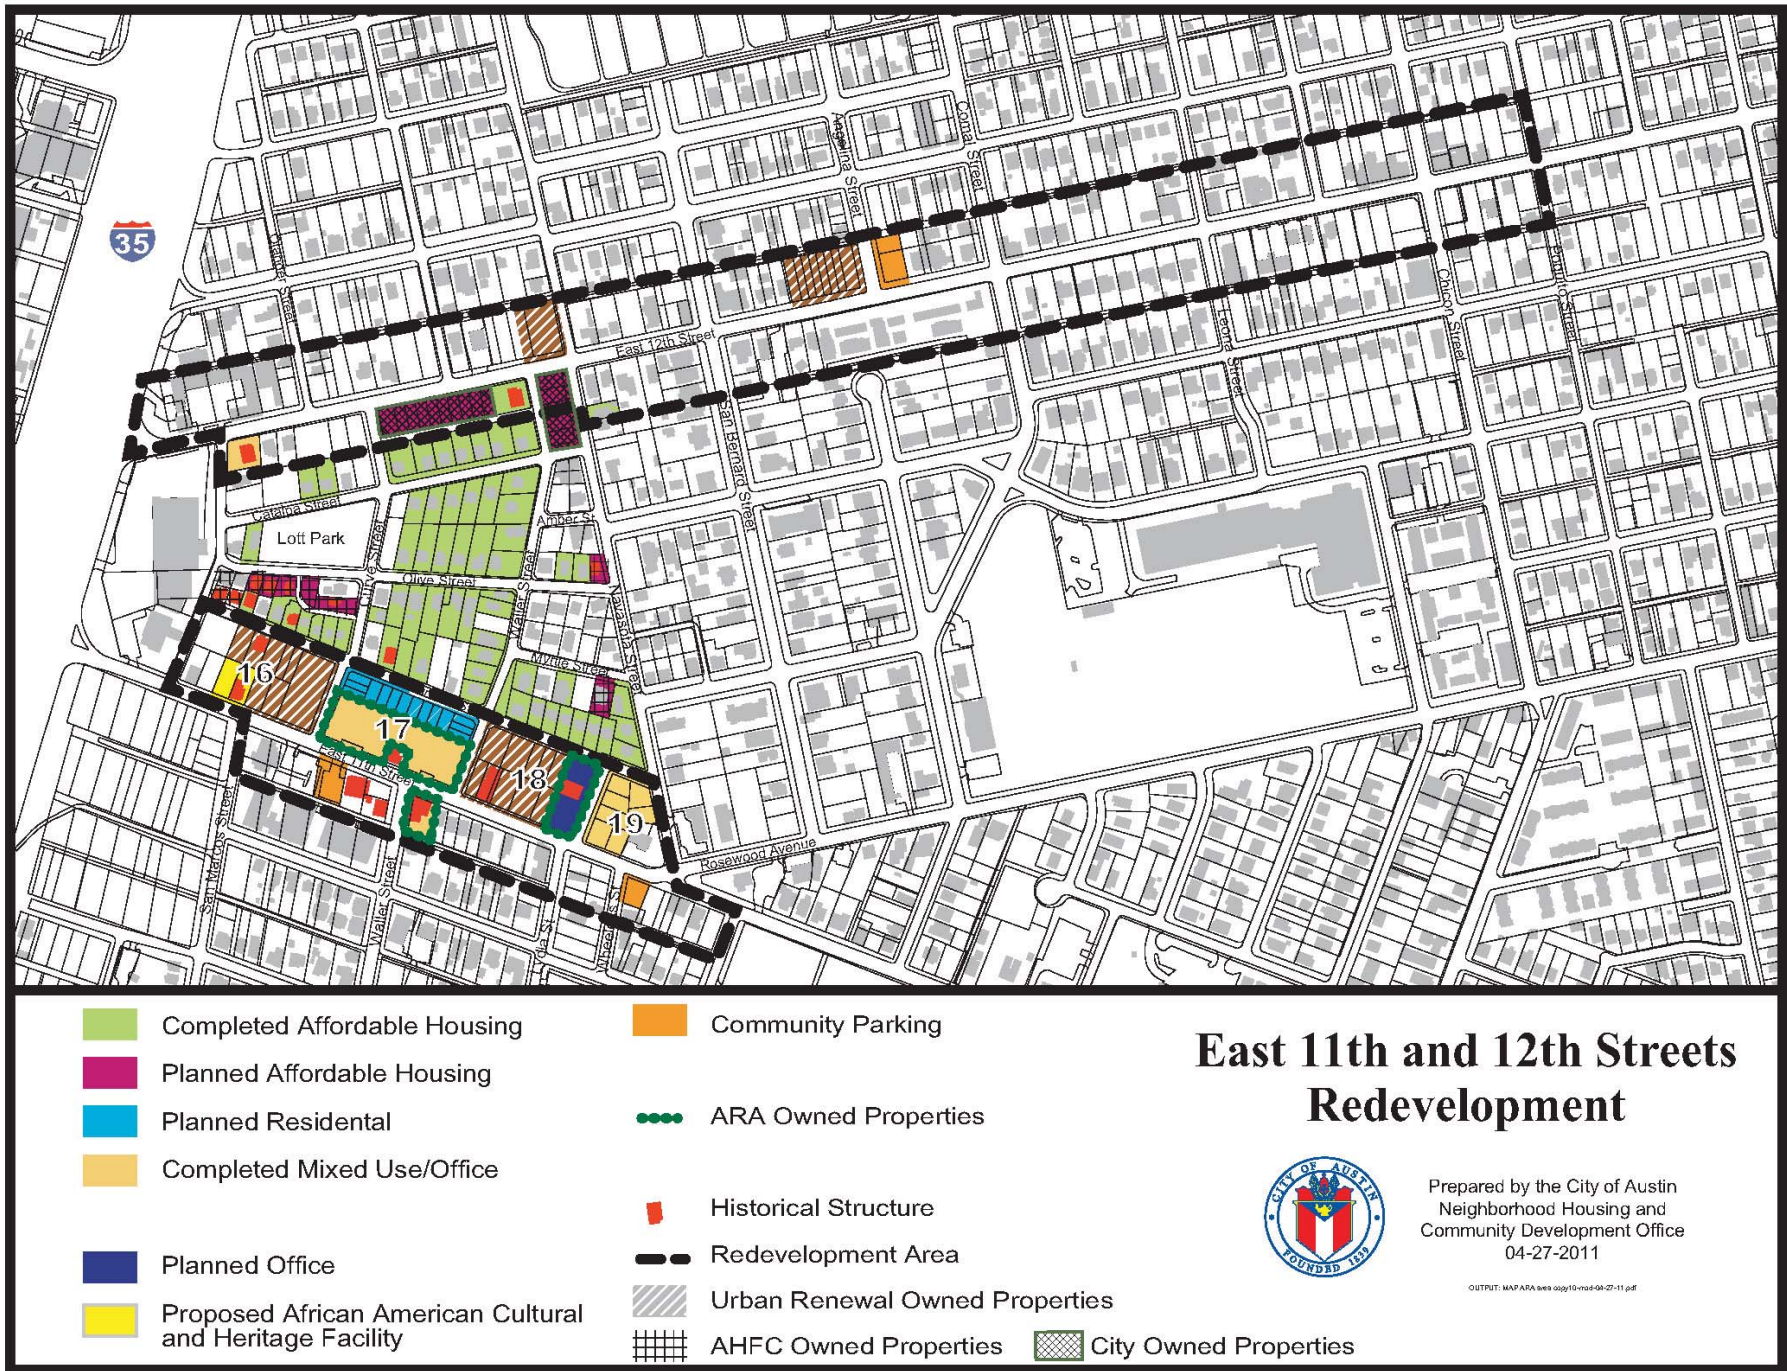 35
Angelina Street
Comal Street
East 12th Street
Leona Street
Chicon Street
San Bernard Street
Catalpa Street
Lott Park
Curve Street
Amber St
Olive Street
Waller Street
Navasota Street
Myrtle Street
16
17
18
19
East 11th Street
Rosewood Avenue
San Marcos Street
Waller Street
Completed Affordable Housing
Planned Affordable Housing
Planned Residental
Completed Mixed Use/Office
Planned Office
Proposed African American Cultural
and Heritage Facility
Community Parking
ARA Owned Properties
Historical Structure
Redevelopment Area
Urban Renewal Owned Properties
AHFC Owned Properties
City Owned Properties
East 11th and 12th Streets
Redevelopment
CITY OF AUSTIN
FOUNDED 1839
Prepared by the City of Austin
Neighborhood Housing and
Community Development Office
04-27-2011